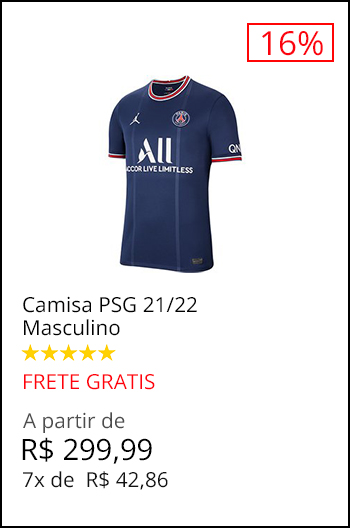 16%
ALL
ACCOR LIVE LIMITLESS
QN
Camisa PSG 21/22
Masculino
FRETE GRATIS
A partir de
R$ 299,99
7x de R$ 42,86